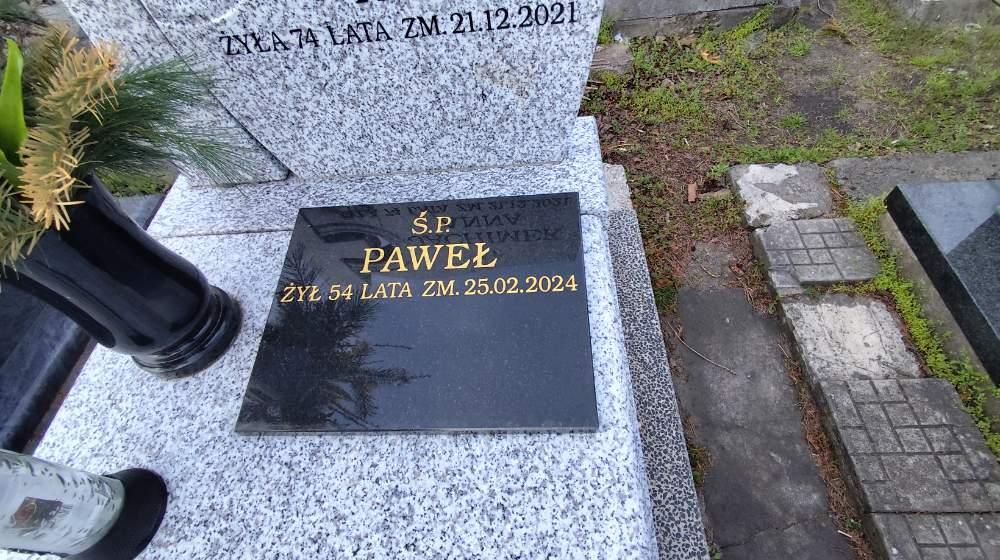 ŻYŁA 74 LATA ZM. 21.12.2021
Ś.P.
PAWEŁ
ŻYŁ 54 LATA ZM. 25.02.2024